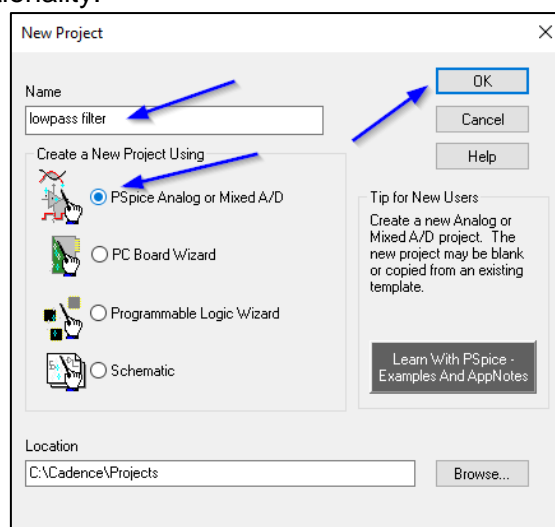 New Project
Name
OK
lowpass filter
Cancel
Create a New Project Using
Help
PSpice Analog or Mixed A/D
Tip for New Users
Create a new Analog or
Mixed A/D project. The
new project may be blank
or copied from an existing
template.
PC Board Wizard
Programmable Logic Wizard
Learn With PSpice -
Examples And AppNotes
Schematic
Location
C:\Cadence\Projects
Browse...